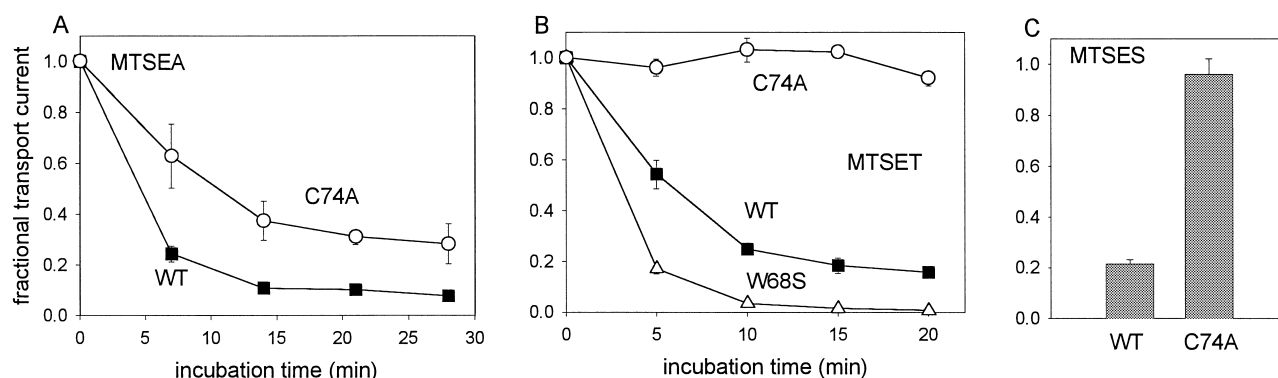 A
B
C
MTSEA
C74A
WT
fractional transport current
1.0
0.8
0.6
0.4
0.2
0.0
0 5 10 15 20 25 30
incubation time (min)
C74A
MTSET
WT
W68S
1.0
0.8
0.6
0.4
0.2
0.0
0 5 10 15 20
incubation time (min)
MTSES
1.0
0.8
0.6
0.4
0.2
0.0
WT C74A